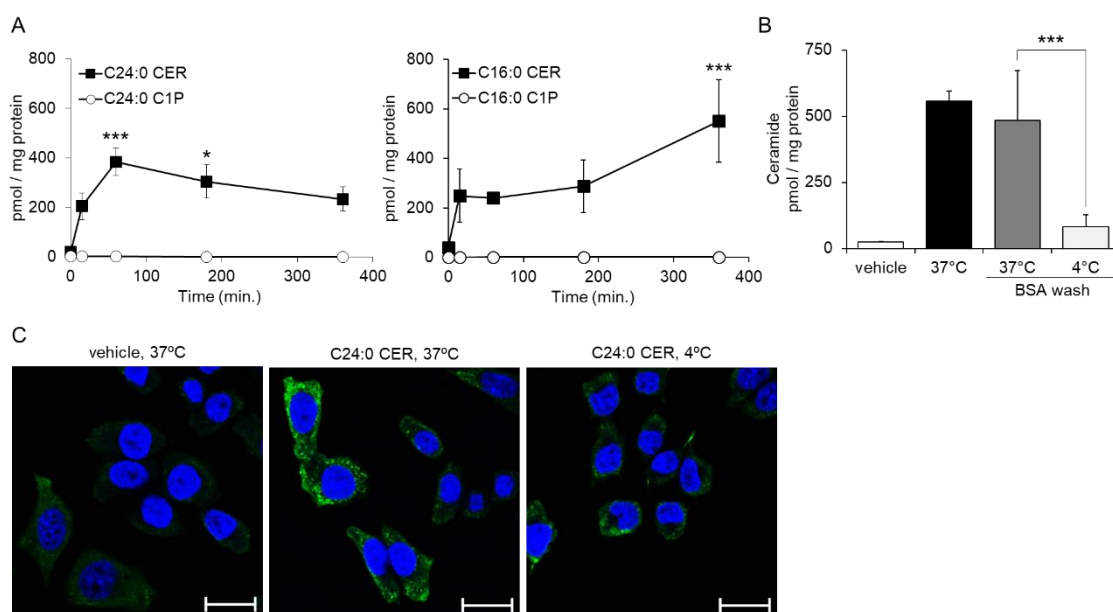 A
800
600
400
200
0
pmol / mg protein
C24:0 CER
C24:0 C1P
***
*
0 100 200 300 400
Time (min.)
800
600
400
200
0
pmol / mg protein
C16:0 CER
C16:0 C1P
***
0 100 200 300 400
Time (min.)
B
750
500
250
0
Ceramide
pmol / mg protein
***
vehicle 37°C 37°C 4°C
BSA wash
C
vehicle, 37ºC
C24:0 CER, 37ºC
C24:0 CER, 4ºC